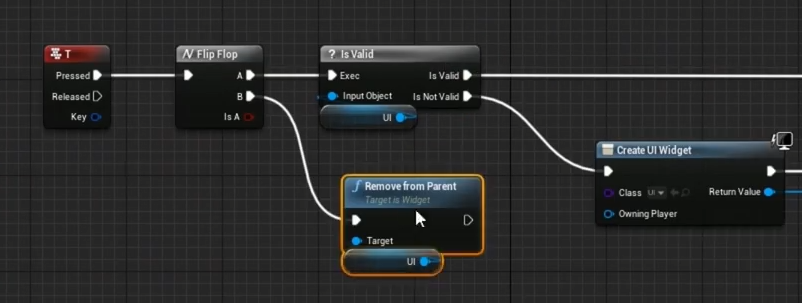 T
Pressed
Released
Key
Flip Flop
A
B
Is A
? Is Valid
Exec
Is Valid
Input Object
Is Not Valid
UI
f Remove from Parent
Target is Widget
Target
UI
Create UI Widget
Class
UI
Return Value
Owning Player